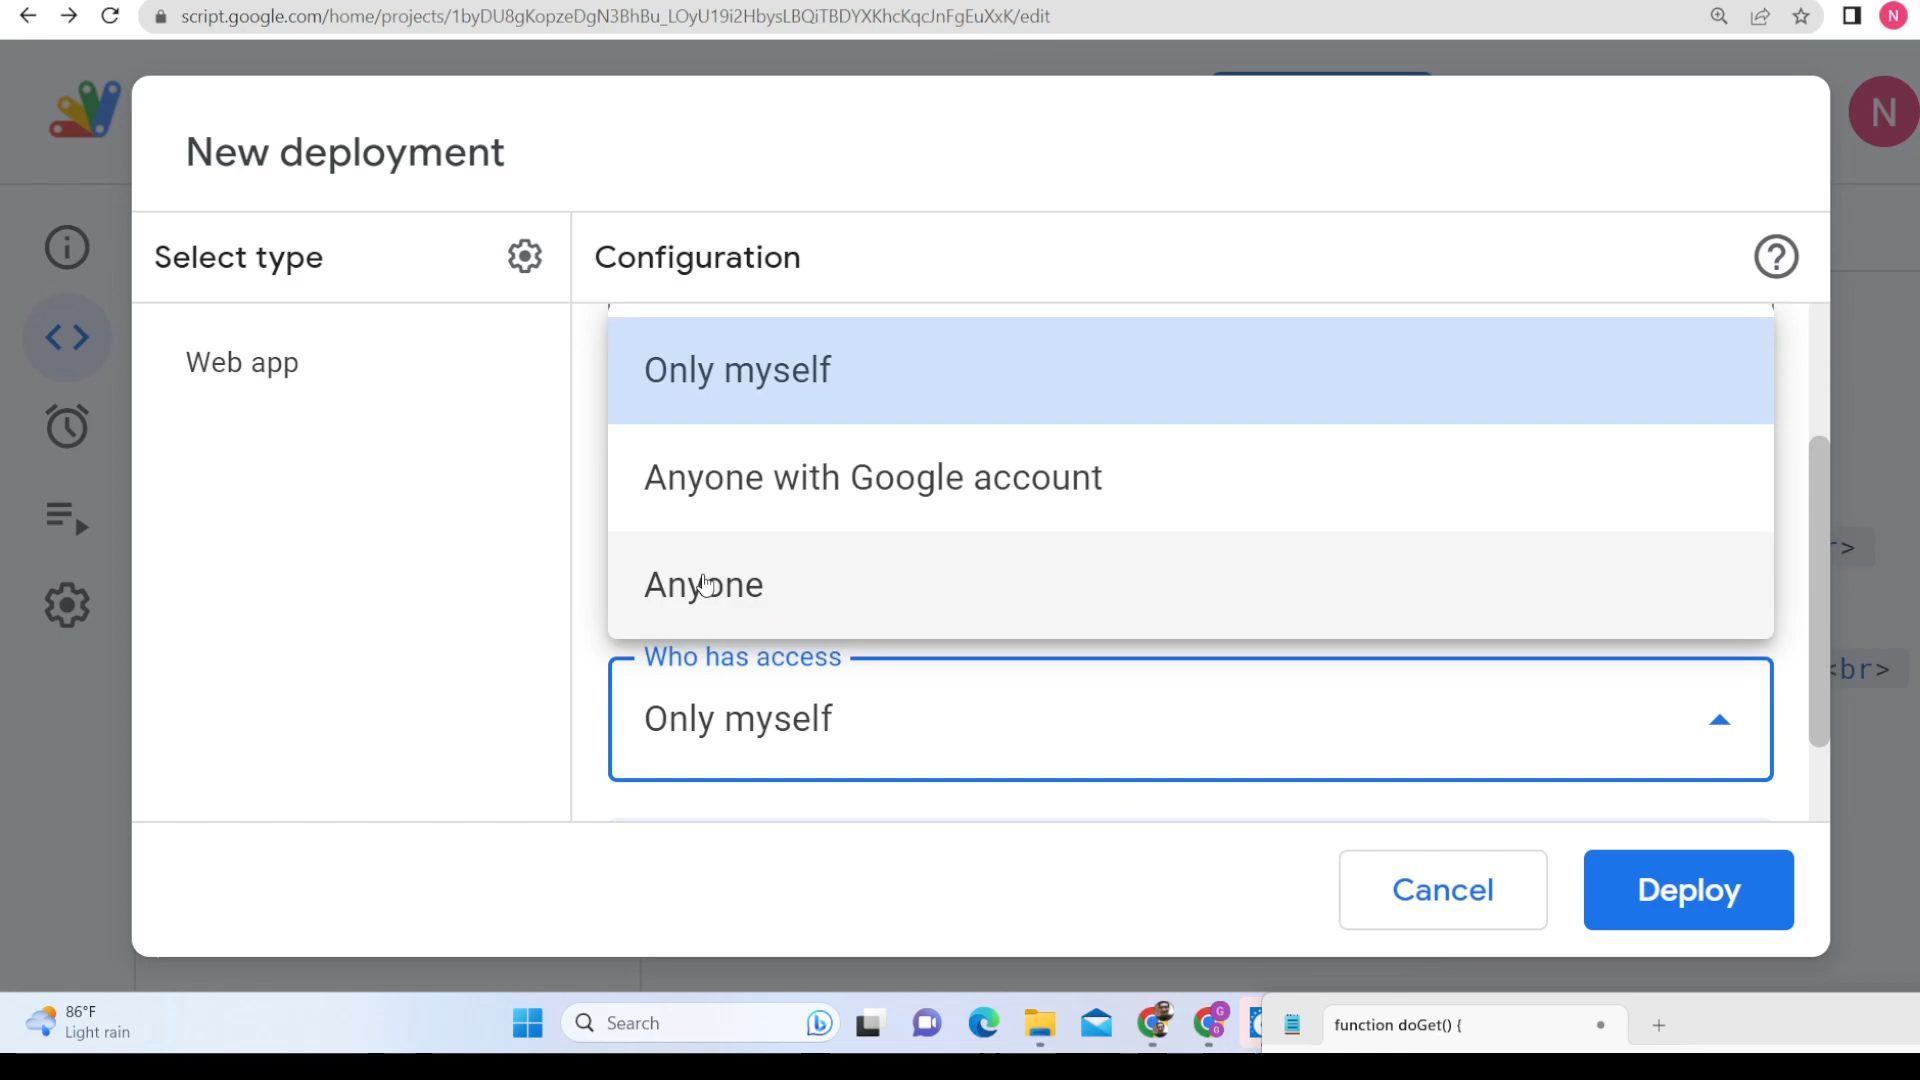 script.google.com/home/projects/1byDU8gKopzeDgN3BhBu_LOyU19i2HbysLBQiTBDYXKhcKqcJnFgEuXxK/edit
N
N
New deployment
Select type
Configuration
Web app
Only myself
Anyone with Google account
Anyone
Who has access
Only myself
r>
<br>
Cancel
Deploy
86°F
Light rain
Search
function doGet() {